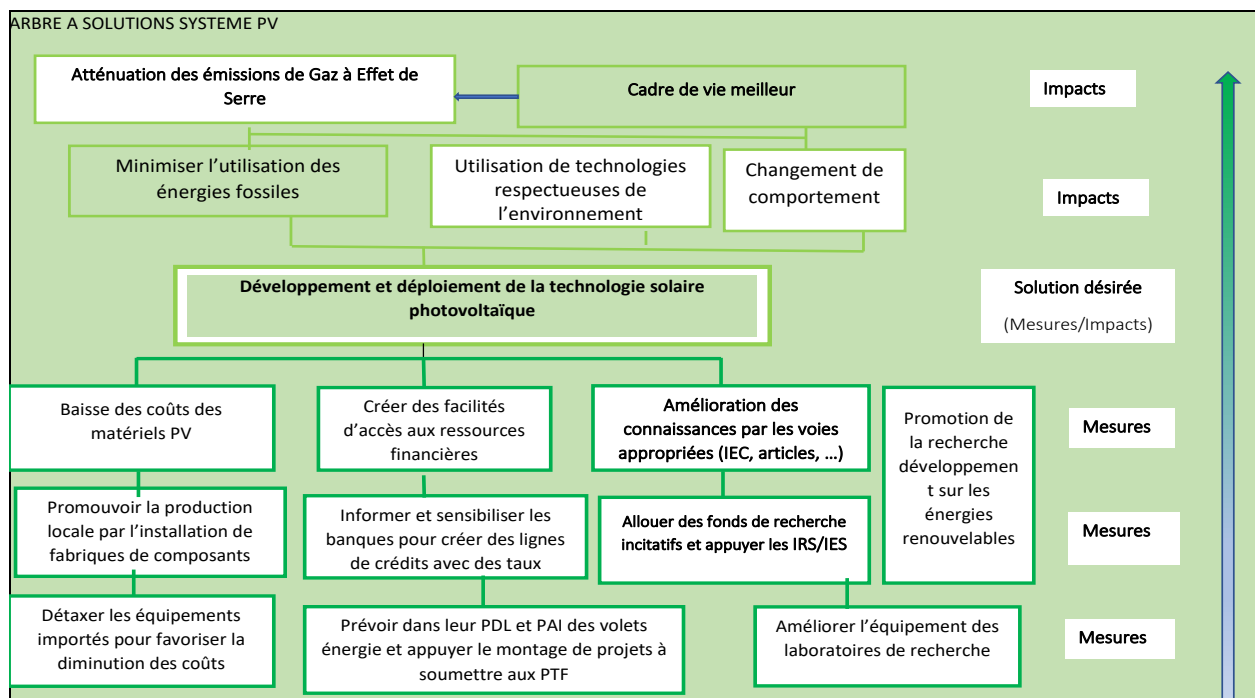 ARBRE A SOLUTIONS SYSTEME PV
Atténuation des émissions de Gaz à Effet de
Serre
Cadre de vie meilleur
Impacts
Minimiser l’utilisation des
énergies fossiles
Utilisation de technologies
respectueuses de
l’environnement
Changement de
comportement
Impacts
Développement et déploiement de la technologie solaire
photovoltaïque
Solution désirée
(Mesures/Impacts)
Baisse des coûts des
matériels PV
Créer des facilités
d’accès aux ressources
financières
Amélioration des
connaissances par les voies
appropriées (IEC, articles, …)
Promotion de
la recherche
développemen
t sur les
énergies
renouvelables
Mesures
Promouvoir la production
locale par l’installation de
fabriques de composants
Informer et sensibiliser les
banques pour créer des lignes
de crédits avec des taux
Allouer des fonds de recherche
incitatifs et appuyer les IRS/IES
Mesures
Détaxer les équipements
importés pour favoriser la
diminution des coûts
Prévoir dans leur PDL et PAI des volets
énergie et appuyer le montage de projets à
soumettre aux PTF
Améliorer l’équipement des
laboratoires de recherche
Mesures